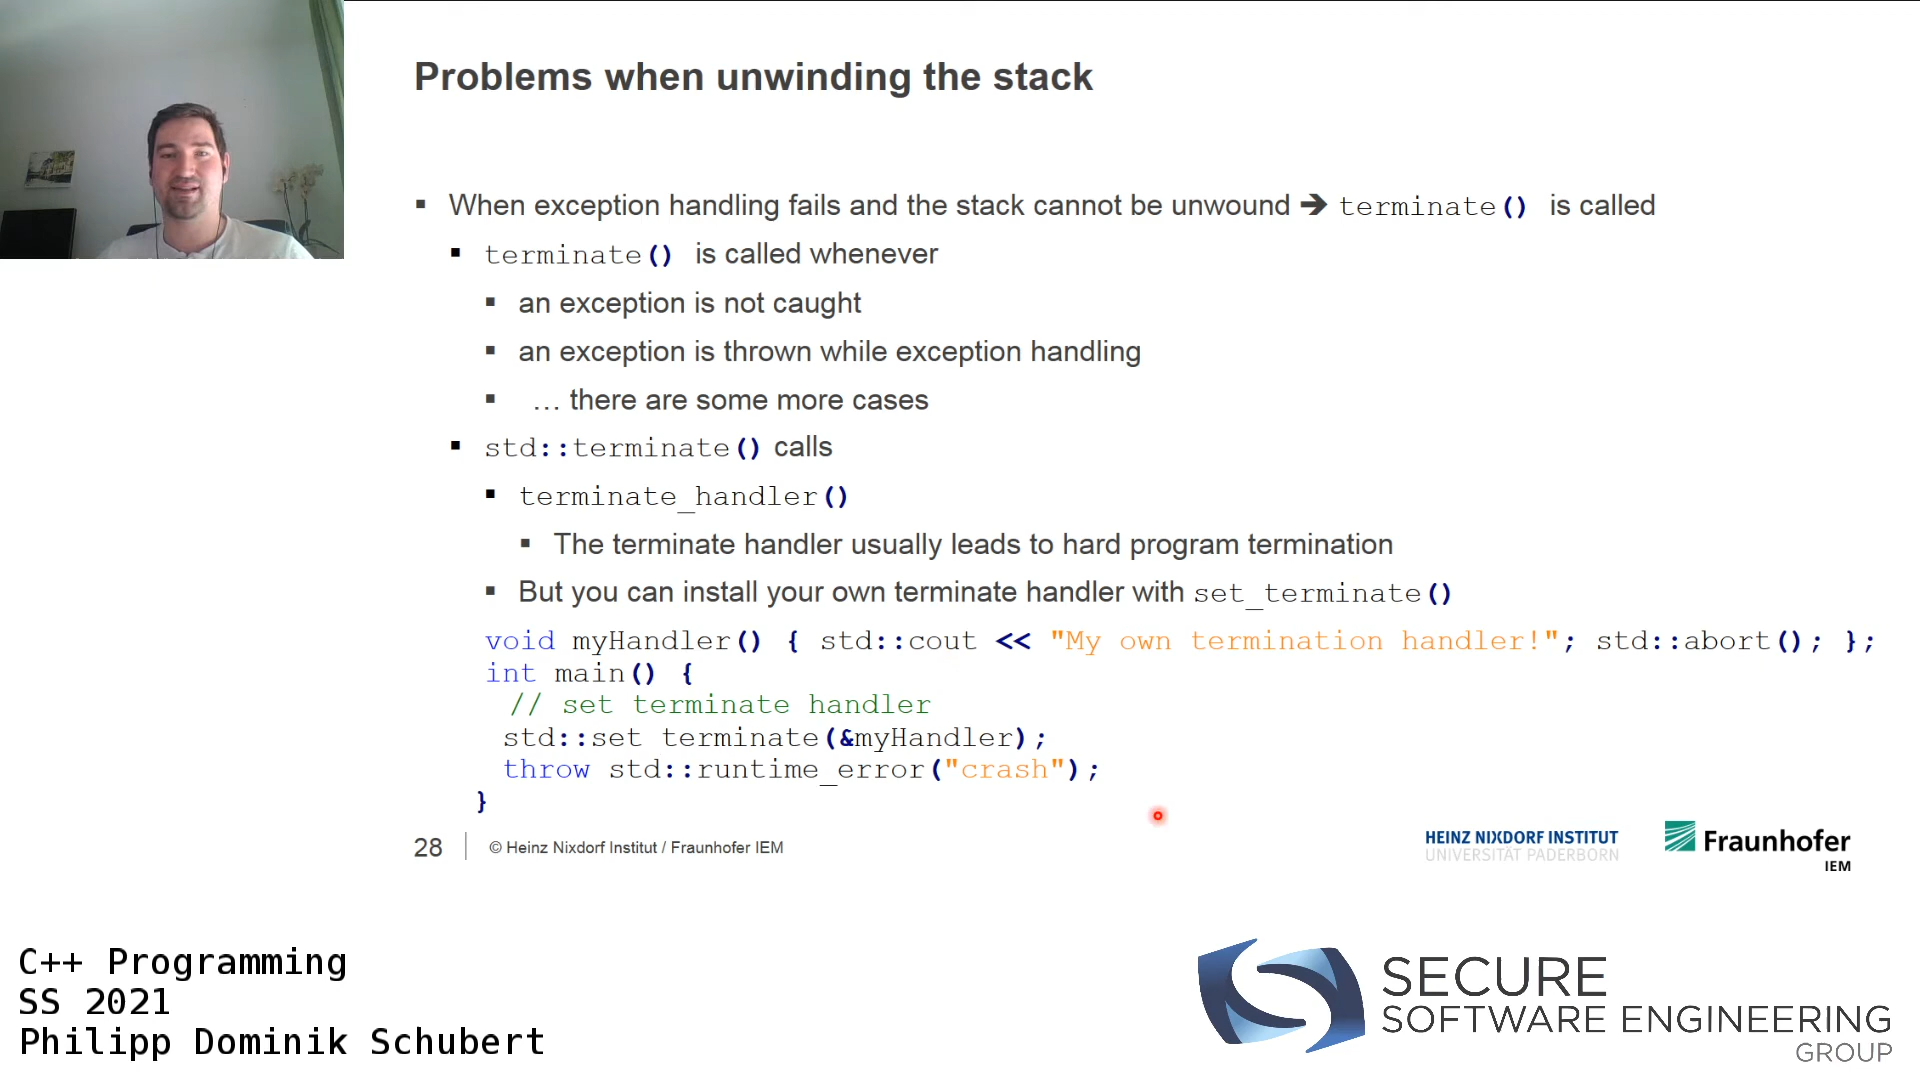 Problems when unwinding the stack
▪ When exception handling fails and the stack cannot be unwound ➔ terminate() is called
▪ terminate() is called whenever
▪ an exception is not caught
▪ an exception is thrown while exception handling
▪ … there are some more cases
▪ std::terminate() calls
▪ terminate_handler()
▪ The terminate handler usually leads to hard program termination
▪ But you can install your own terminate handler with set_terminate()
void myHandler() { std::cout << "My own termination handler!"; std::abort(); };
int main() {
// set terminate handler
std::set terminate(&myHandler);
throw std::runtime_error("crash");
}
28 © Heinz Nixdorf Institut / Fraunhofer IEM
HEINZ NIXDORF INSTITUT
UNIVERSITÄT PADERBORN
Fraunhofer
IEM
C++ Programming
SS 2021
Philipp Dominik Schubert
SECURE
SOFTWARE ENGINEERING
GROUP